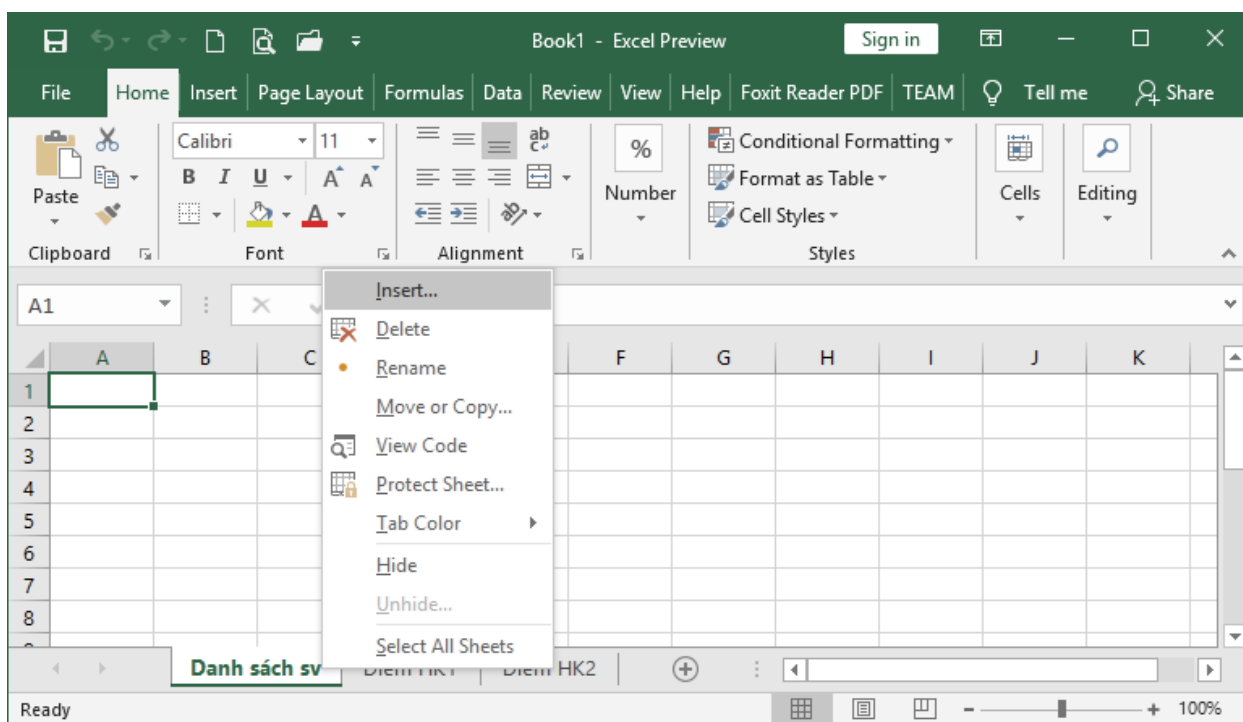 Book1 - Excel Preview Sign in
File Home Insert Page Layout Formulas Data Review View Help Foxit Reader PDF TEAM Tell me Share
Paste
Clipboard
Calibri 11
B I U A A
A
Font
ab
c
Alignment
%
Number
Conditional Formatting
Format as Table
Cell Styles
Styles
Cells
Editing
A1
Insert...
Delete
Rename
Move or Copy...
View Code
Protect Sheet...
Tab Color
Hide
Unhide...
Select All Sheets
A B C F G H I J K
1
2
3
4
5
6
7
8
Danh sách sv Điểm HK1 Điểm HK2
Ready 100%